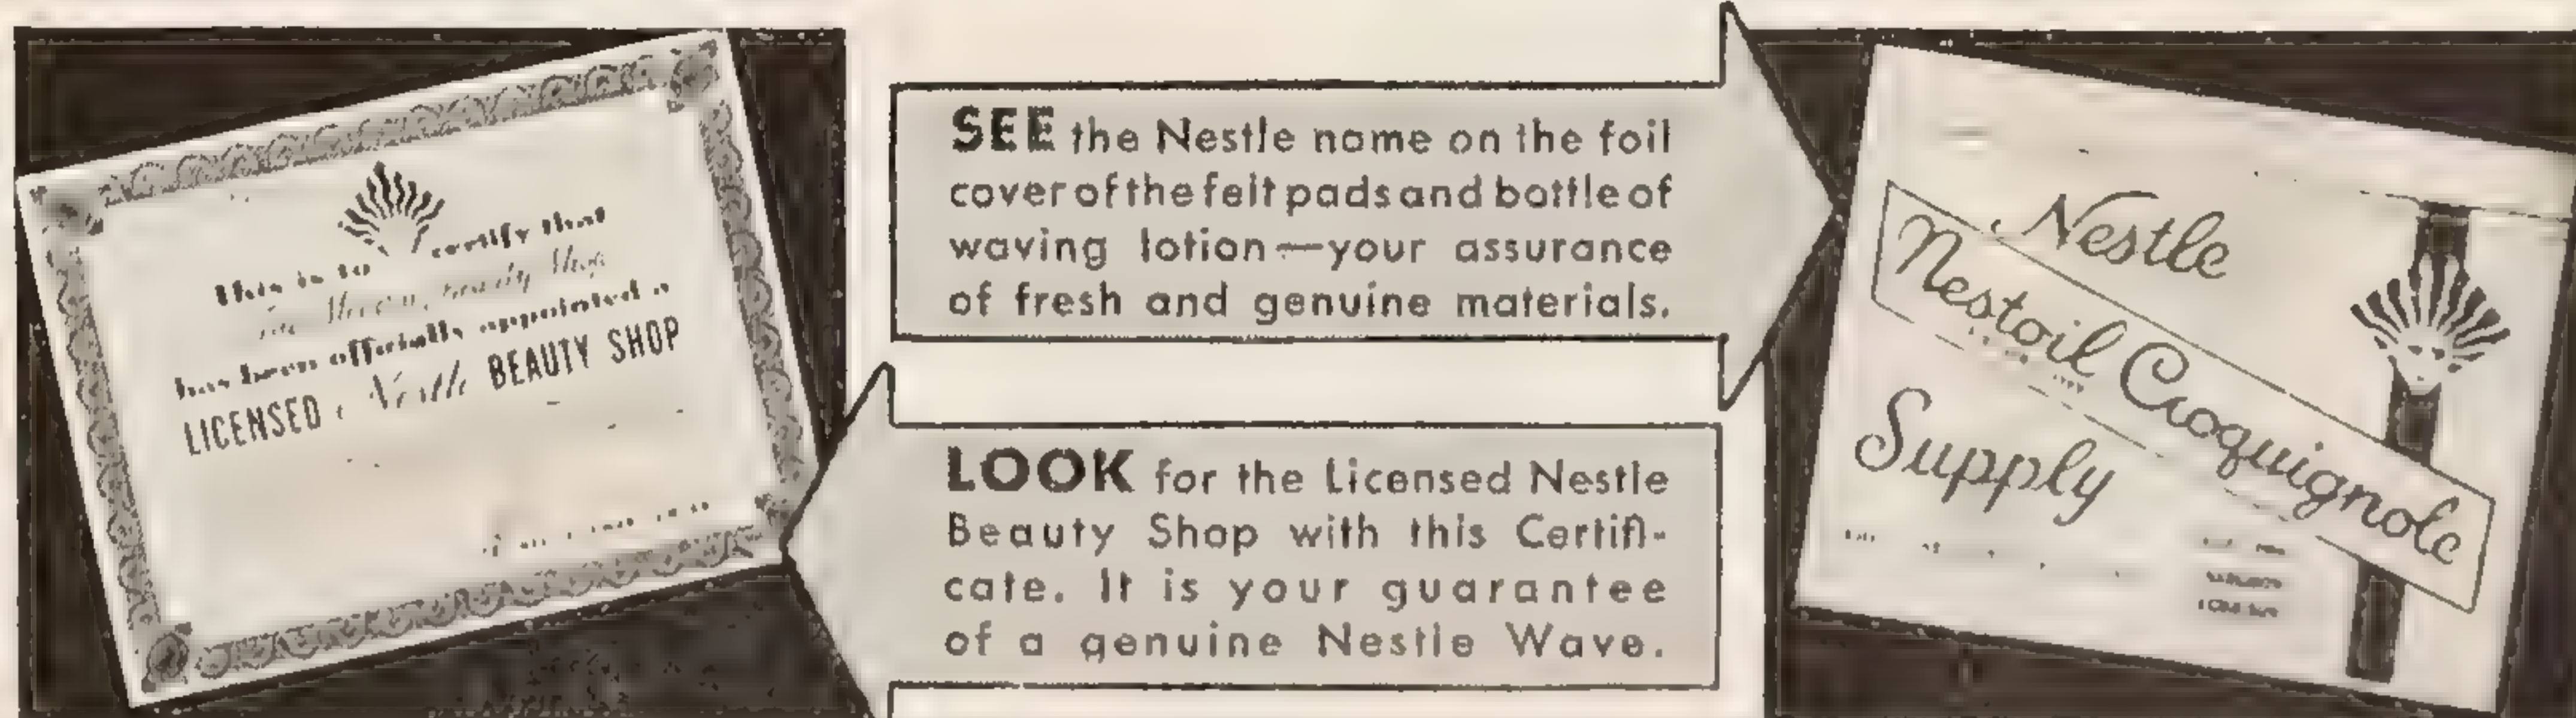 This is to certify that
Beauty Shop
has been officially appointed a
LICENSED Nestle BEAUTY SHOP
SEE the Nestle name on the foil
cover of the felt pads and bottle of
waving lotion—your assurance
of fresh and genuine materials.
LOOK for the Licensed Nestle
Beauty Shop with this Certifi-
cate. It is your guarantee
of a genuine Nestle Wave.
Nestle
Nestoil Croquignole
Supply